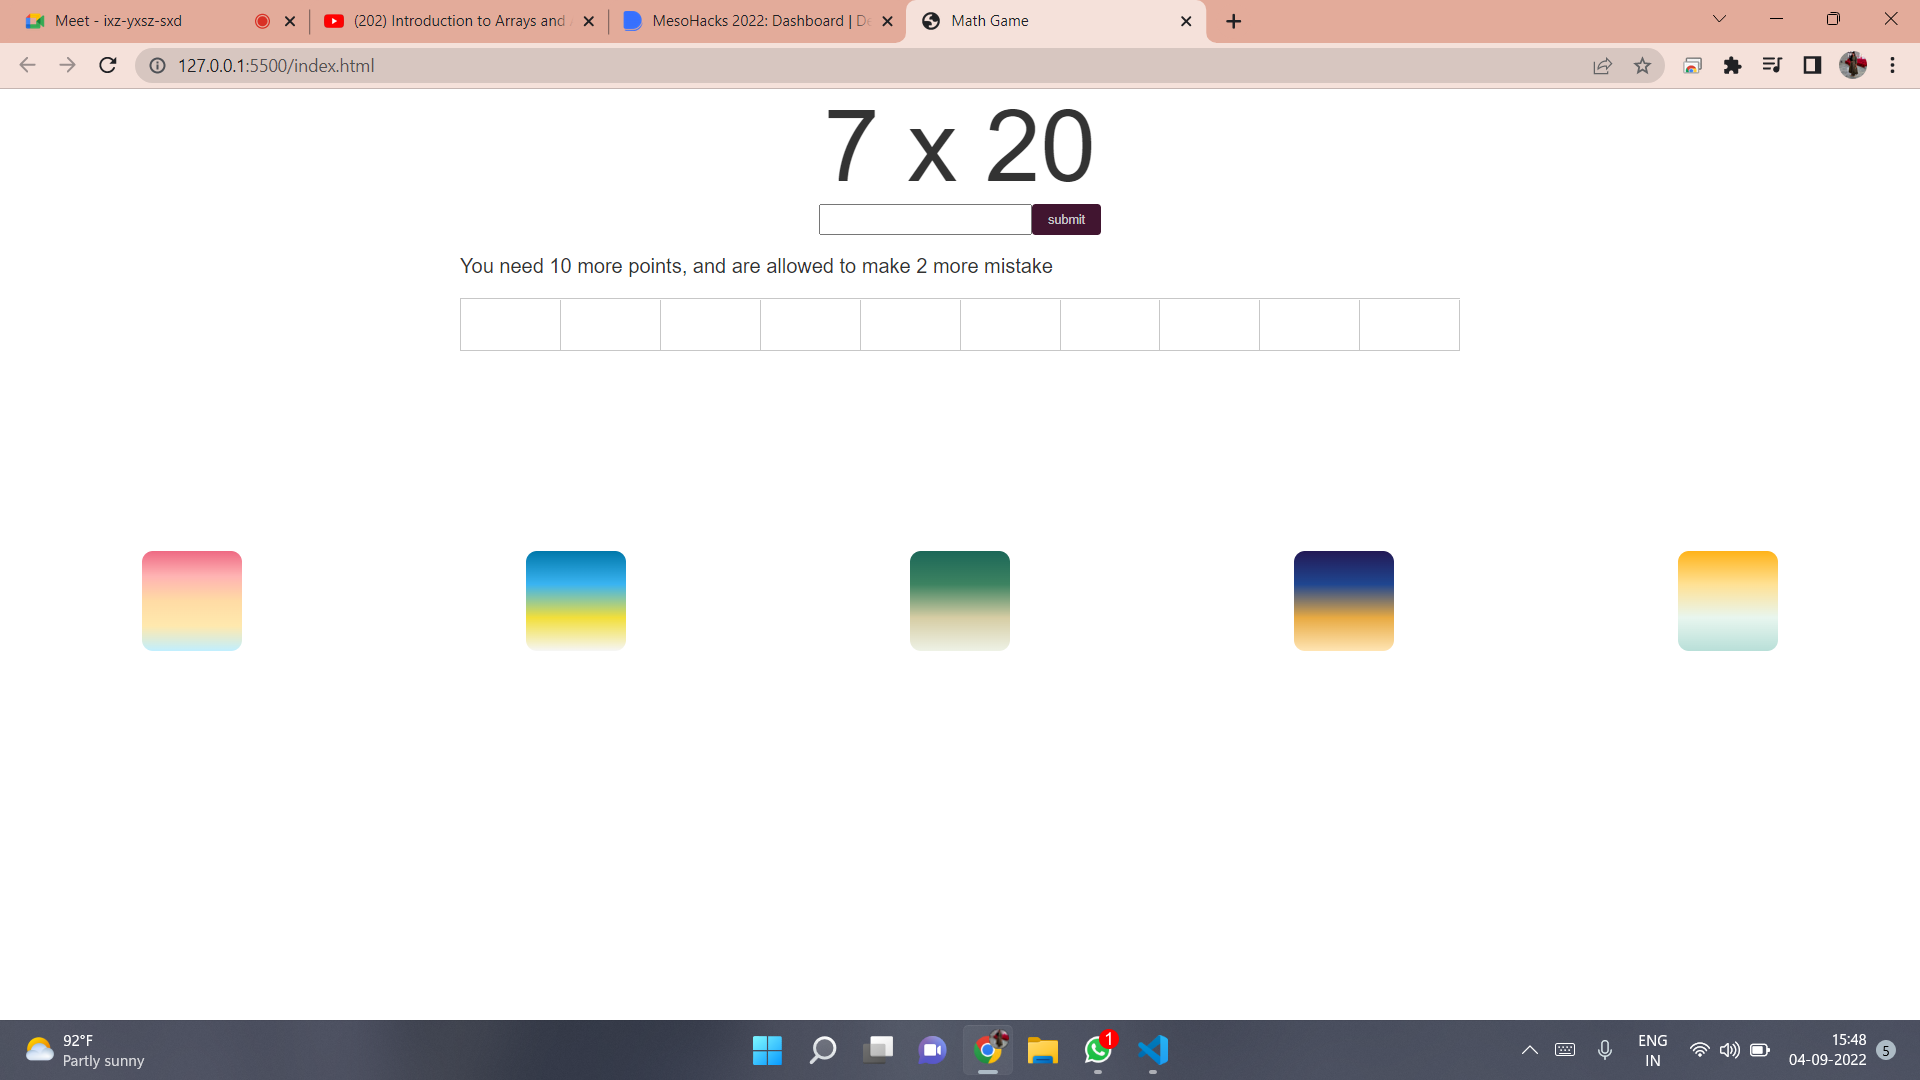 Meet - ixz-yxsz-sxd
(202) Introduction to Arrays and
MesoHacks 2022: Dashboard | De
Math Game
127.0.0.1:5500/index.html
7 x 20
submit
You need 10 more points, and are allowed to make 2 more mistake
92°F
Partly sunny
1
ENG
IN
15:48
04-09-2022
5